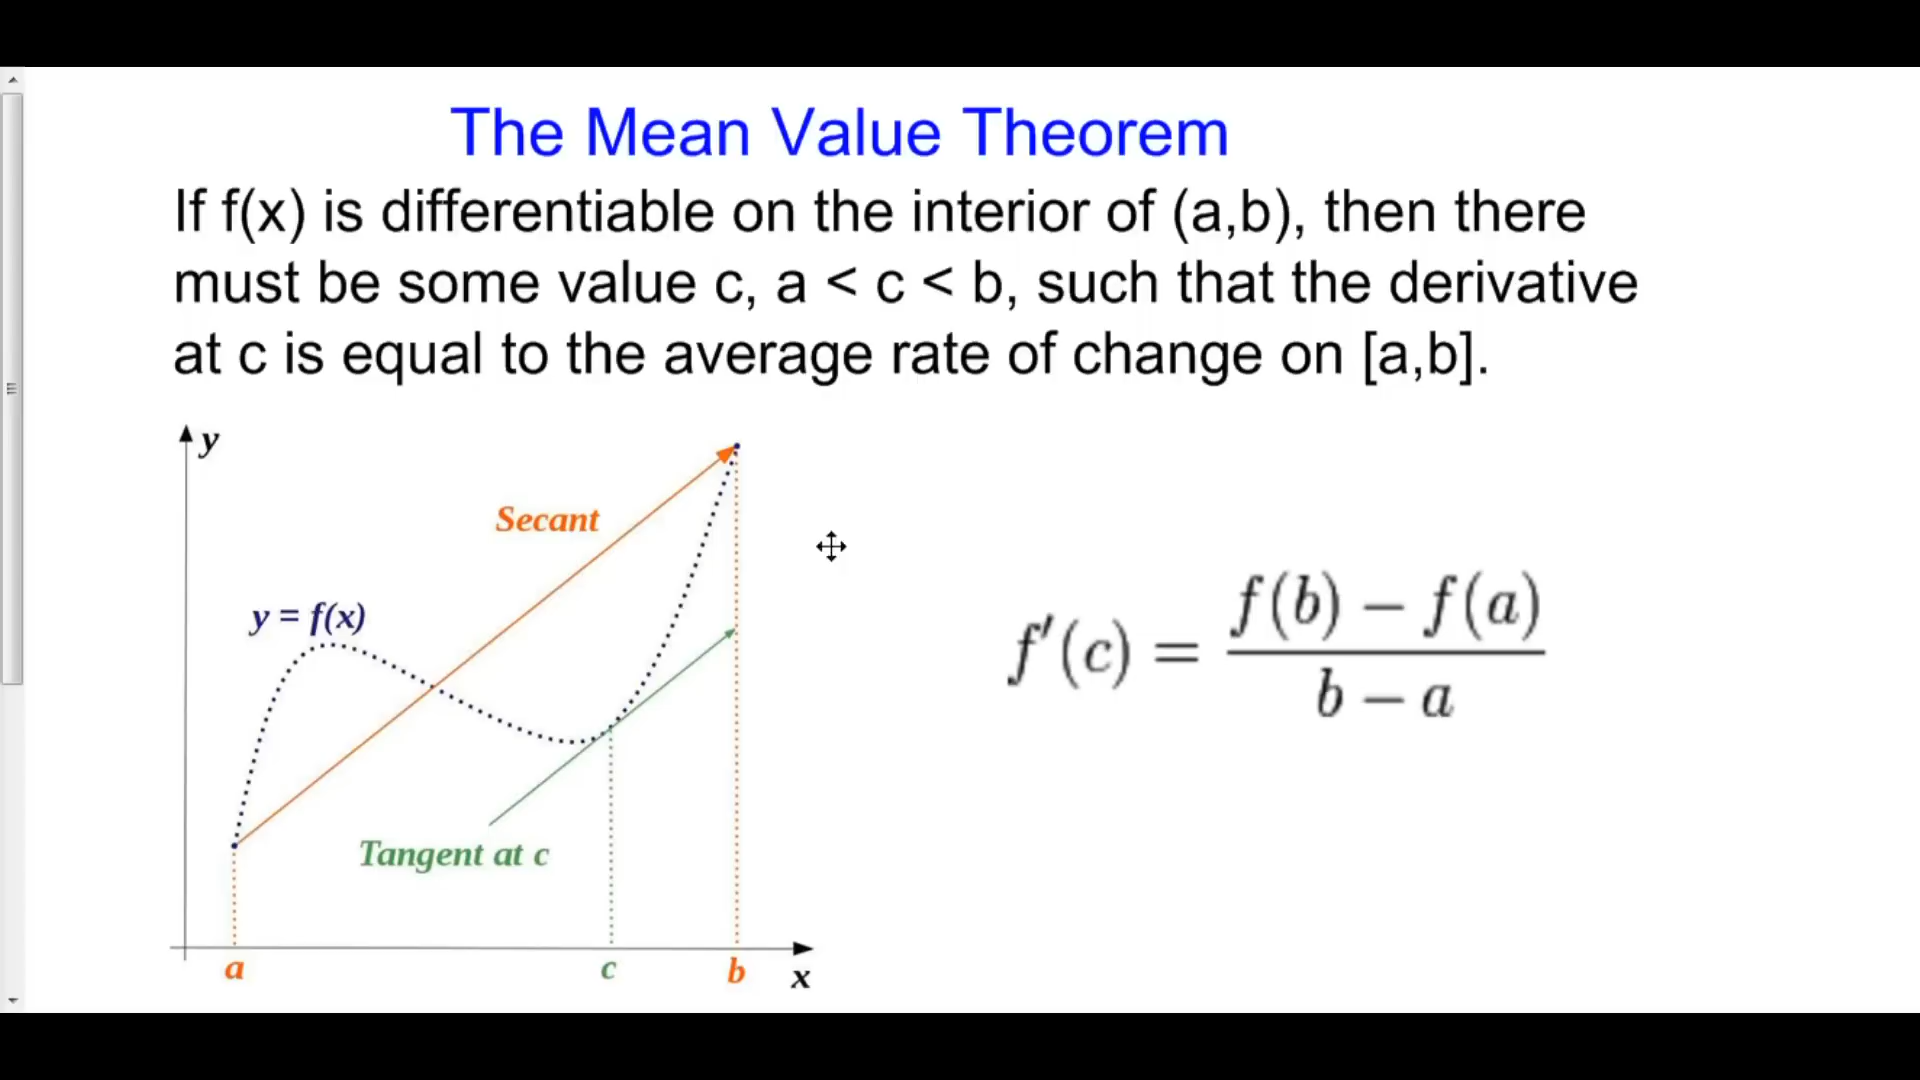 The Mean Value Theorem
If f(x) is differentiable on the interior of (a,b), then there
must be some value c, a < c < b, such that the derivative
at c is equal to the average rate of change on [a,b].
y
Secant
y = f(x)
f′(c) = \frac{f(b) − f(a)}{b − a}
Tangent at c
a
c
b
x